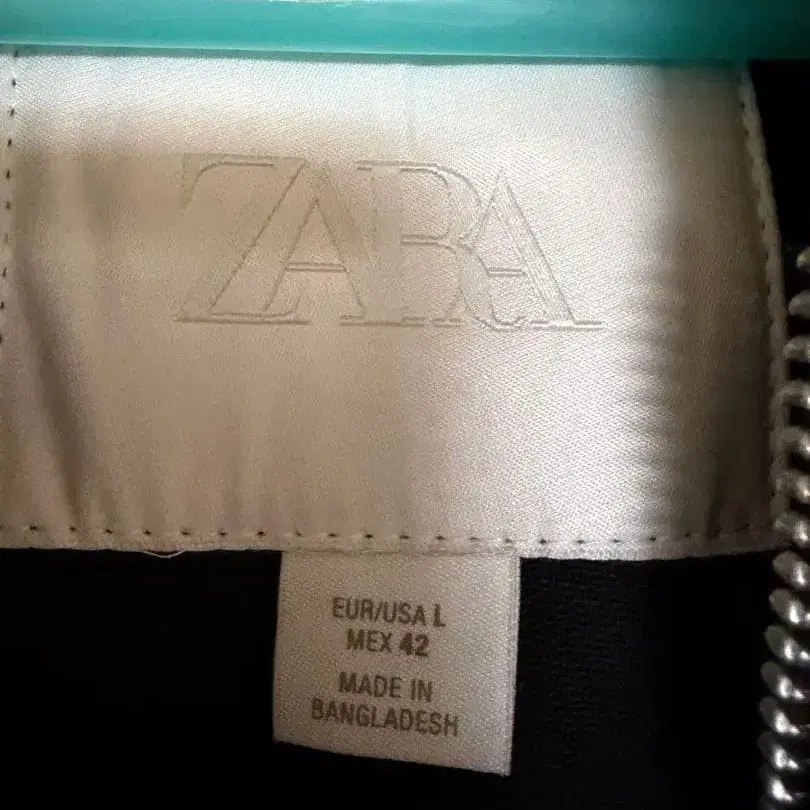 ZARA
EUR/USA L
MEX 42
MADE IN
BANGLADESH